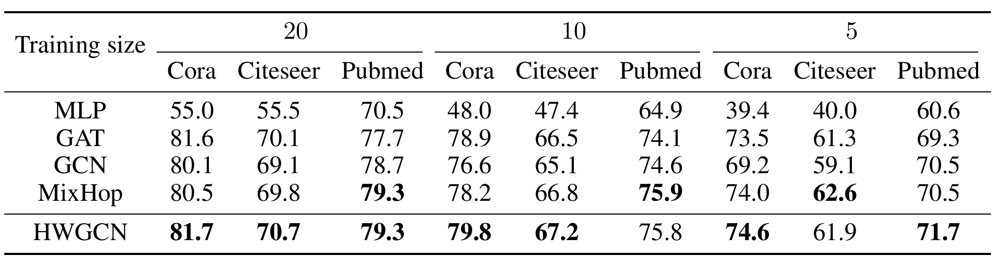 20 10 5
Training size
Cora Citeseer Pubmed Cora Citeseer Pubmed Cora Citeseer Pubmed
MLP 55.0 55.5 70.5 48.0 47.4 64.9 39.4 40.0 60.6
GAT 81.6 70.1 77.7 78.9 66.5 74.1 73.5 61.3 69.3
GCN 80.1 69.1 78.7 76.6 65.1 74.6 69.2 59.1 70.5
MixHop 80.5 69.8 79.3 78.2 66.8 75.9 74.0 62.6 70.5
HWGCN 81.7 70.7 79.3 79.8 67.2 75.8 74.6 61.9 71.7